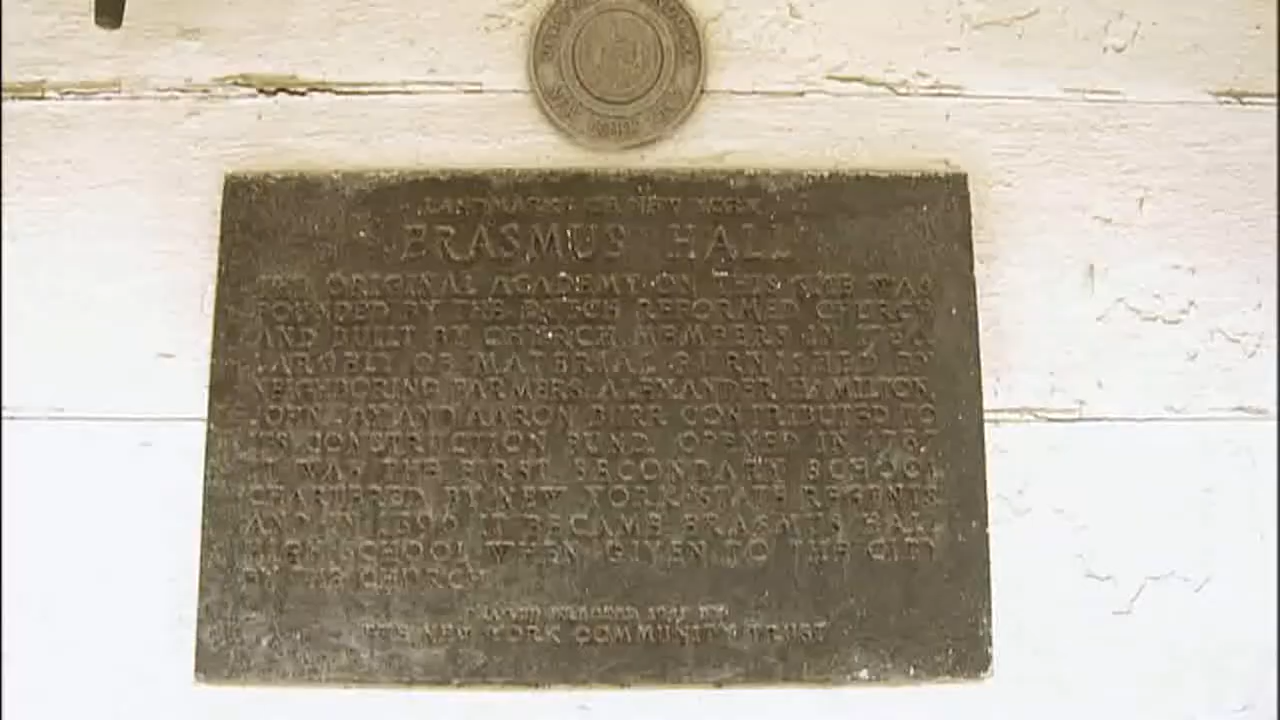 LANDMARKS OF NEW YORK
ERASMUS HALL
THE ORIGINAL ACADEMY ON THIS SITE WAS
FOUNDED BY THE DUTCH REFORMED CHURCH
AND BUILT BY CHURCH MEMBERS IN
LARGELY OF MATERIAL FURNISHED BY
NEIGHBORING FARMERS. ALEXANDER HAMILTON
JOHN JAY AND AARON BURR CONTRIBUTED TO
ITS CONSTRUCTION FUND. OPENED IN 1787
IT WAS THE FIRST SECONDARY SCHOOL
CHARTERED BY NEW YORK STATE REGENTS
AND IN 1896 IT BECAME ERASMUS HALL
HIGH SCHOOL WHEN GIVEN TO THE CITY
BY THE CHURCH
PLAQUE ERECTED BY
THE NEW YORK COMMUNITY TRUST